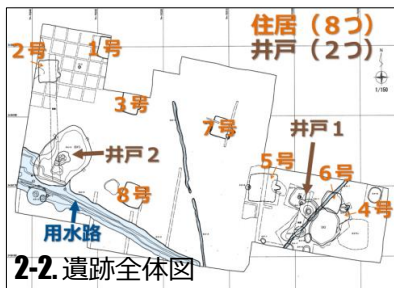 住居（8つ）
井戸（2つ）
1号
2号
3号
7号
井戸1
井戸2
5号
6号
8号
4号
用水路
1/150
2-2. 遺跡全体図